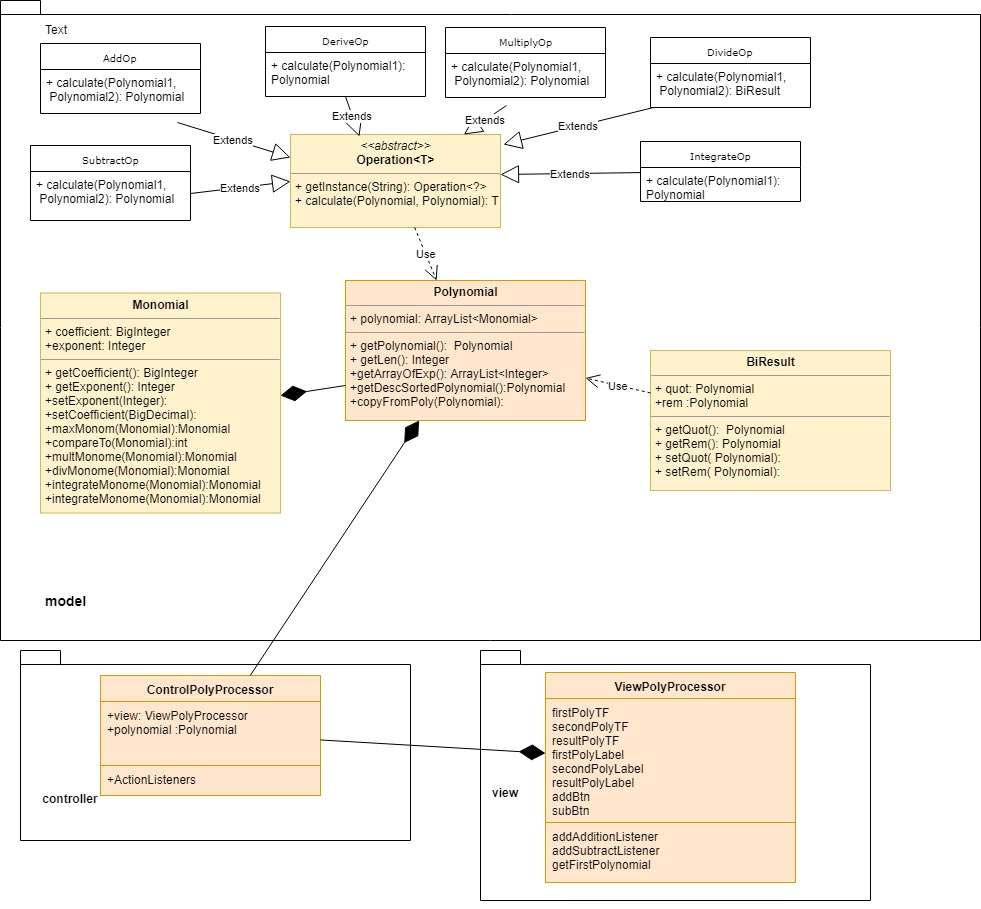 Text
AddOp
+ calculate(Polynomial1,
Polynomial2): Polynomial
DeriveOp
+ calculate(Polynomial1):
Polynomial
MultiplyOp
+ calculate(Polynomial1,
Polynomial2): Polynomial
DivideOp
+ calculate(Polynomial1,
Polynomial2): BiResult
Extends
Extends
Extends
Extends
SubtractOp
+ calculate(Polynomial1,
Polynomial2): Polynomial
Extends
<<abstract>>
Operation<T>
+ getInstance(String): Operation<?>
+ calculate(Polynomial, Polynomial): T
Extends
IntegrateOp
+ calculate(Polynomial1):
Polynomial
Use
Monomial
+ coefficient: BigInteger
+exponent: Integer
+ getCoefficient(): BigInteger
+ getExponent(): Integer
+setExponent(Integer):
+setCoefficient(BigDecimal):
+maxMonom(Monomial):Monomial
+compareTo(Monomial):int
+multMonome(Monomial):Monomial
+divMonome(Monomial):Monomial
+integrateMonome(Monomial):Monomial
+integrateMonome(Monomial):Monomial
Polynomial
+ polynomial: ArrayList<Monomial>
+ getPolynomial(): Polynomial
+ getLen(): Integer
+getArrayOfExp(): ArrayList<Integer>
+getDescSortedPolynomial():Polynomial
+copyFromPoly(Polynomial):
Use
BiResult
+ quot: Polynomial
+rem :Polynomial
+ getQuot(): Polynomial
+ getRem(): Polynomial
+ setQuot( Polynomial):
+ setRem( Polynomial):
model
ControlPolyProcessor
+view: ViewPolyProcessor
+polynomial :Polynomial
+ActionListeners
controller
ViewPolyProcessor
firstPolyTF
secondPolyTF
resultPolyTF
firstPolyLabel
secondPolyLabel
resultPolyLabel
addBtn
subBtn
addAdditionListener
addSubtractListener
getFirstPolynomial
view